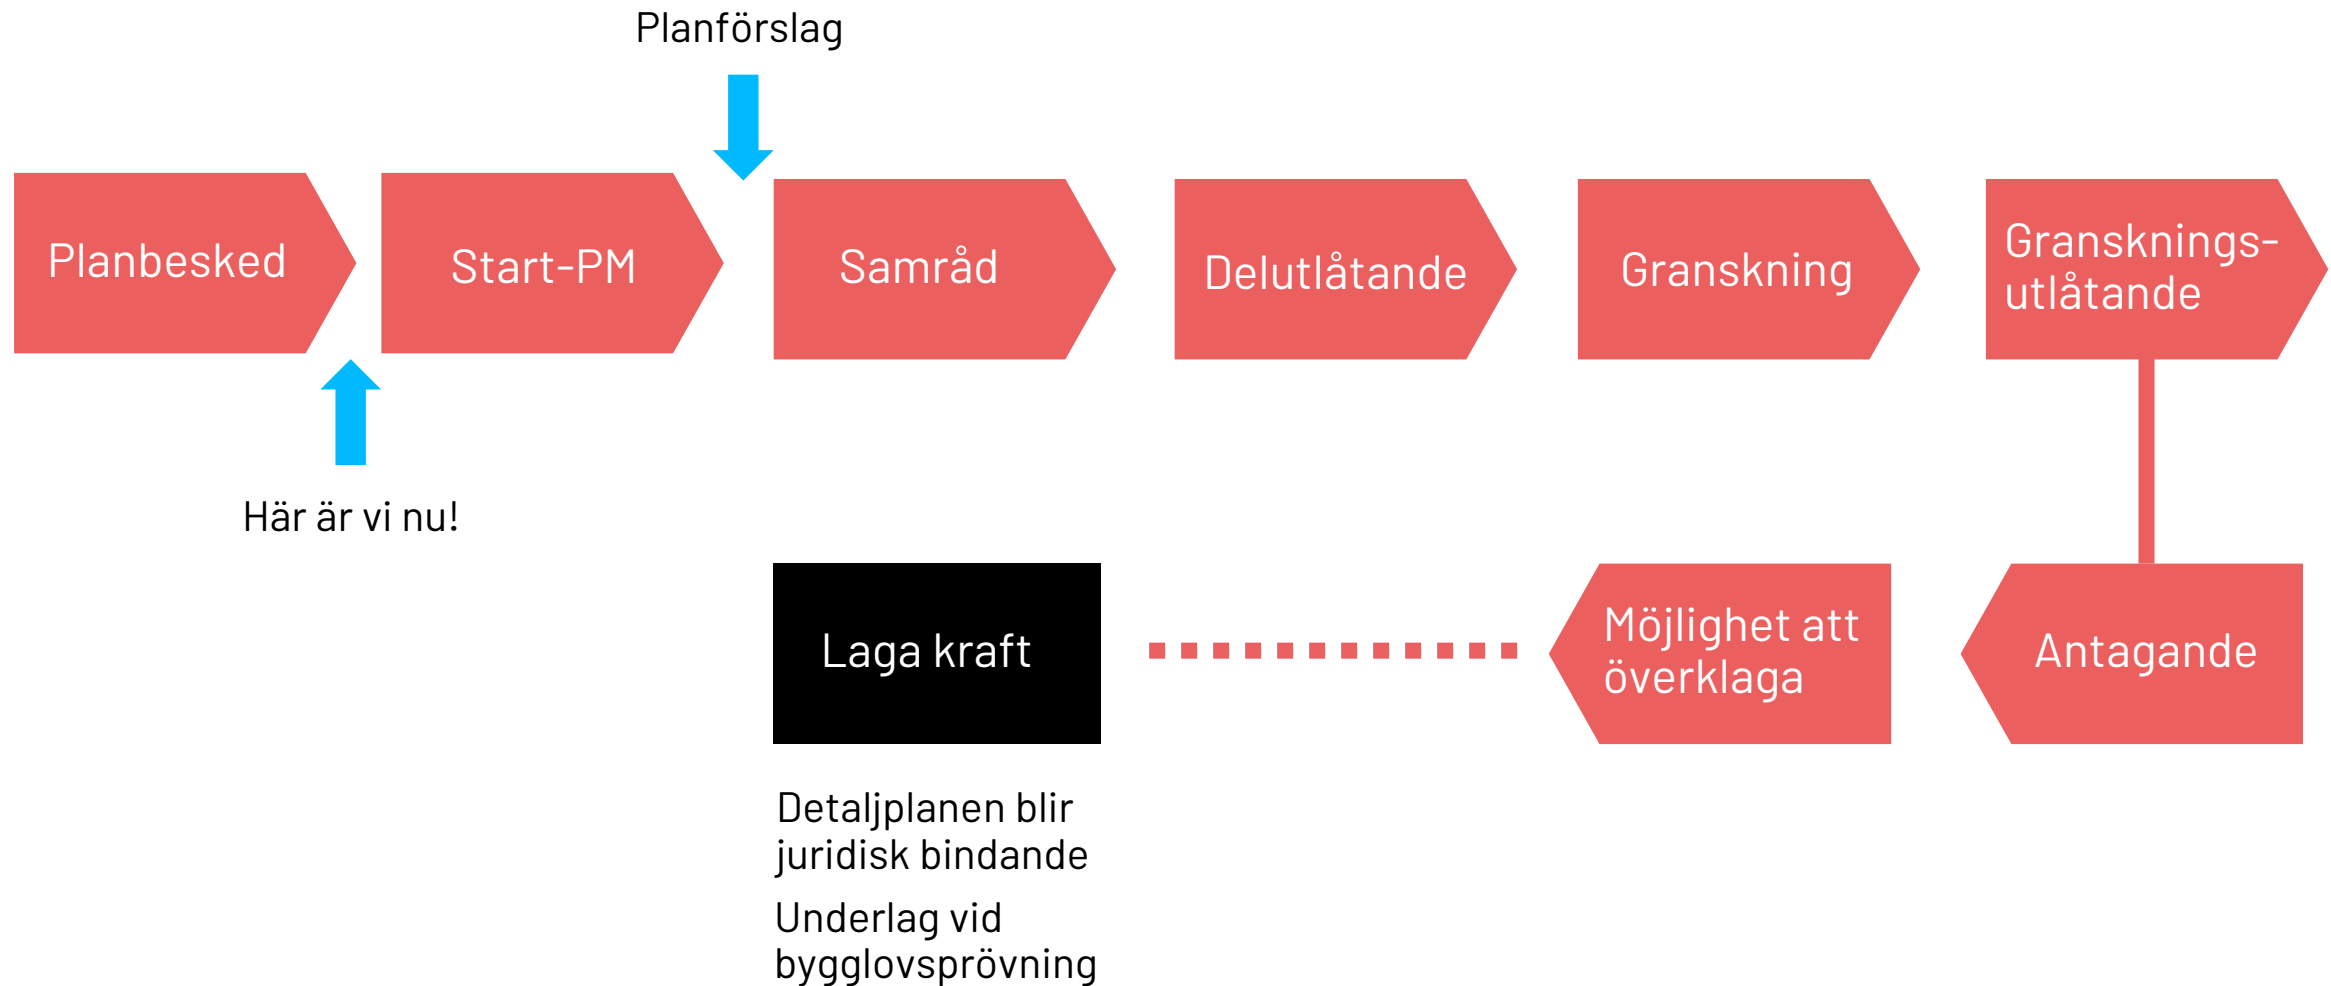 Planförslag
Planbesked
Start-PM
Samråd
Delutlåtande
Granskning
Gransknings-
utlåtande
Här är vi nu!
Laga kraft
Möjlighet att
överklaga
Antagande
Detaljplanen blir
juridisk bindande
Underlag vid
bygglovsprövning